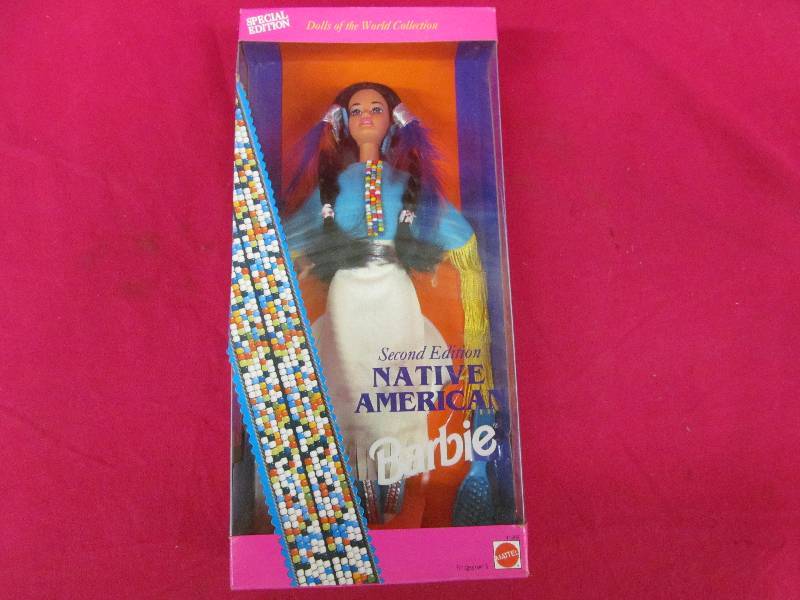 SPECIAL
EDITION
Dolls of the World Collection
Second Edition
NATIVE
AMERICAN
Barbie
MATTEL